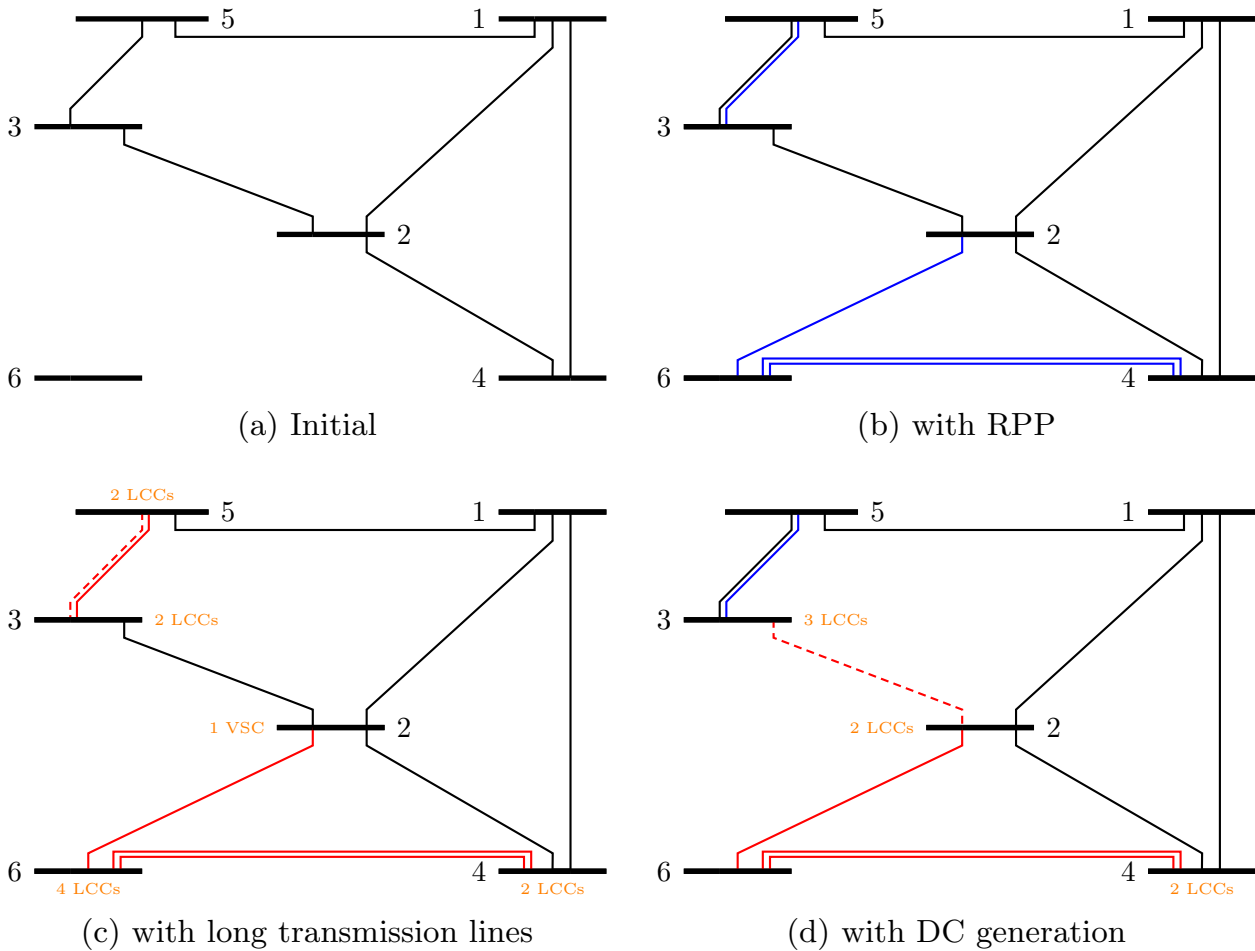 5
1
3
2
6
4
(a) Initial
5
1
3
2
6
4
(b) with RPP
2 LCCs
5
1
3
2 LCCs
1 VSC
2
6
4 LCCs
4
2 LCCs
(c) with long transmission lines
5
1
3
3 LCCs
2 LCCs
2
6
4
2 LCCs
(d) with DC generation